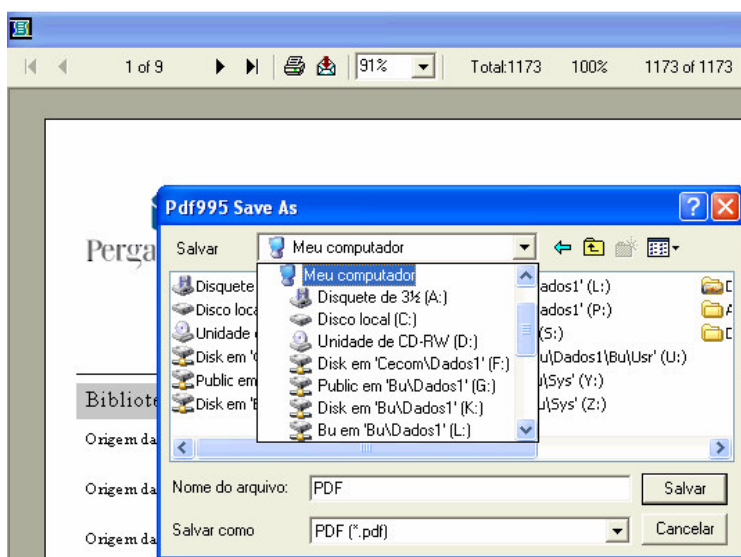 1 of 9 91% Total:1173 100% 1173 of 1173
Pdf995 Save As
Perga
Salvar Meu computador
Meu computador
Disquete de 3½ (A:)
Disco local (C:)
Unidade de CD-RW (D:)
Disk em 'Cecom\Dados1' (F:)
Public em 'Bu\Dados1' (G:)
Disk em 'Bu\Dados1' (K:)
Bu em 'Bu\Dados1' (L:)
Disquete
Disco loca
Unidade
Disk em '
Public em
Disk em '
ados1' (L:)
ados1' (P:)
(S:)
u\Dados1\Bu\Usr' (U:)
u\Sys' (Y:)
u\Sys' (Z:)
Bibliote
Origem da
Origem da
Origem da
Nome do arquivo: PDF Salvar
Salvar como PDF (*.pdf) Cancelar